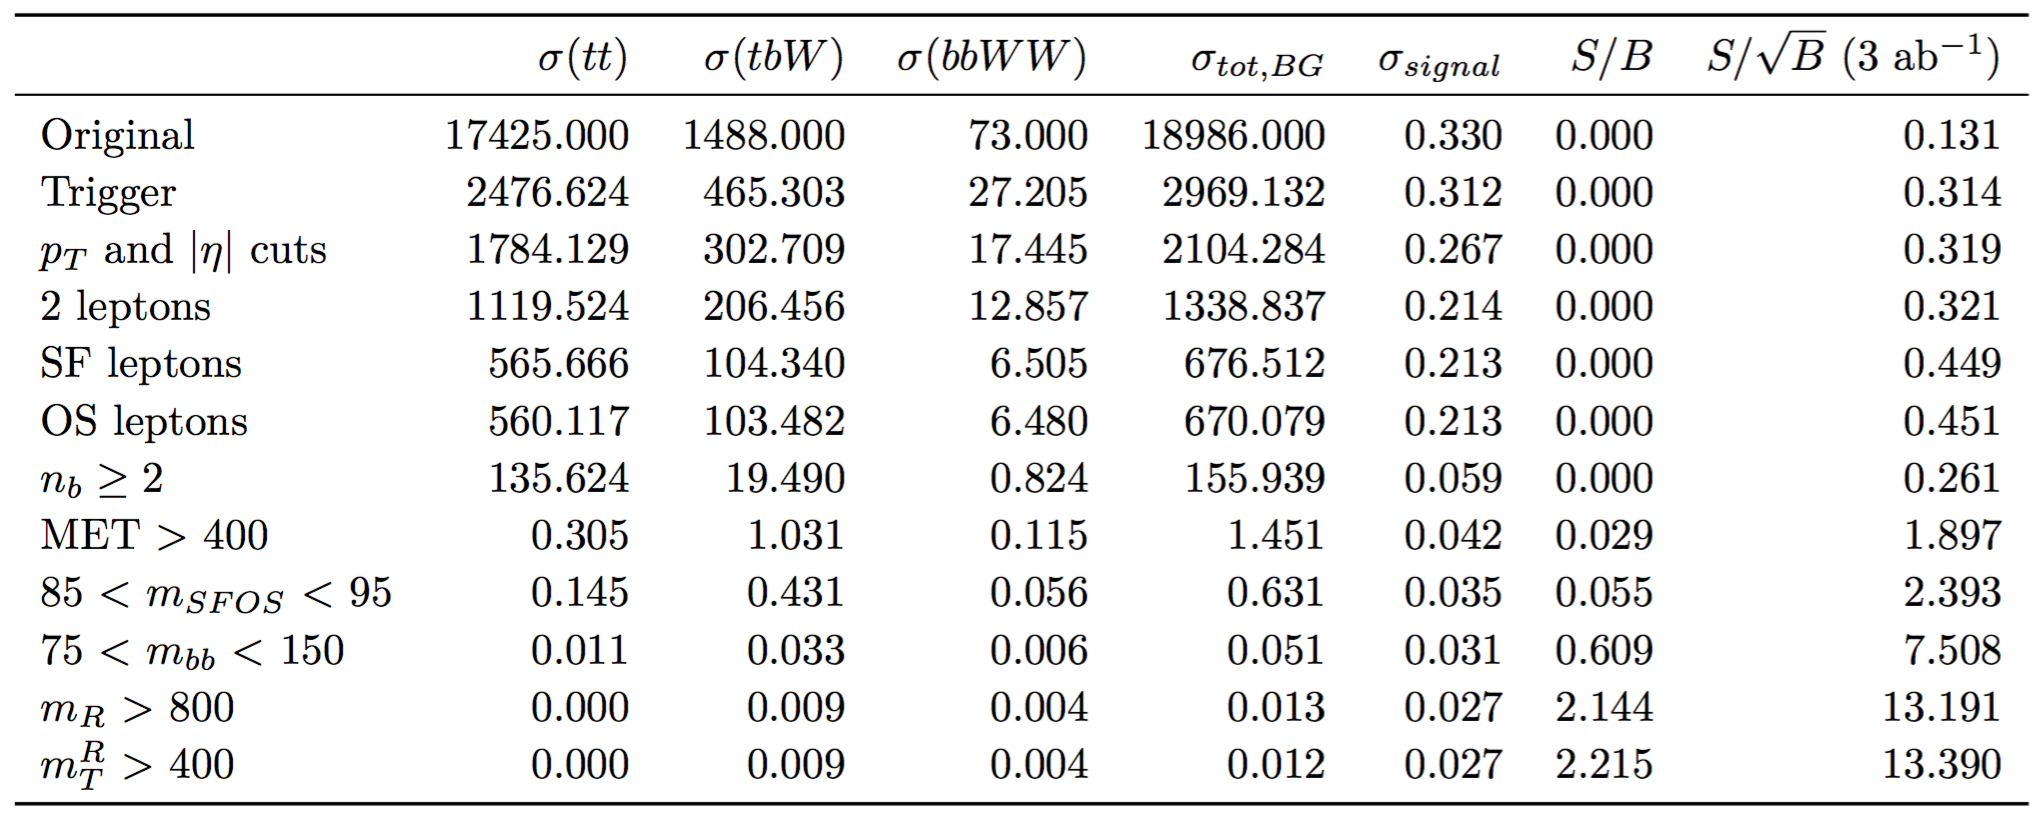 σ(tt) σ(tbW) σ(bbWW) σ_{tot,BG} σ_{signal} S/B S/√B (3 ab⁻¹)
Original 17425.000 1488.000 73.000 18986.000 0.330 0.000 0.131
Trigger 2476.624 465.303 27.205 2969.132 0.312 0.000 0.314
p_T and |η| cuts 1784.129 302.709 17.445 2104.284 0.267 0.000 0.319
2 leptons 1119.524 206.456 12.857 1338.837 0.214 0.000 0.321
SF leptons 565.666 104.340 6.505 676.512 0.213 0.000 0.449
OS leptons 560.117 103.482 6.480 670.079 0.213 0.000 0.451
n_b ≥ 2 135.624 19.490 0.824 155.939 0.059 0.000 0.261
MET > 400 0.305 1.031 0.115 1.451 0.042 0.029 1.897
85 < m_{SFOS} < 95 0.145 0.431 0.056 0.631 0.035 0.055 2.393
75 < m_{bb} < 150 0.011 0.033 0.006 0.051 0.031 0.609 7.508
m_R > 800 0.000 0.009 0.004 0.013 0.027 2.144 13.191
m_T^R > 400 0.000 0.009 0.004 0.012 0.027 2.215 13.390